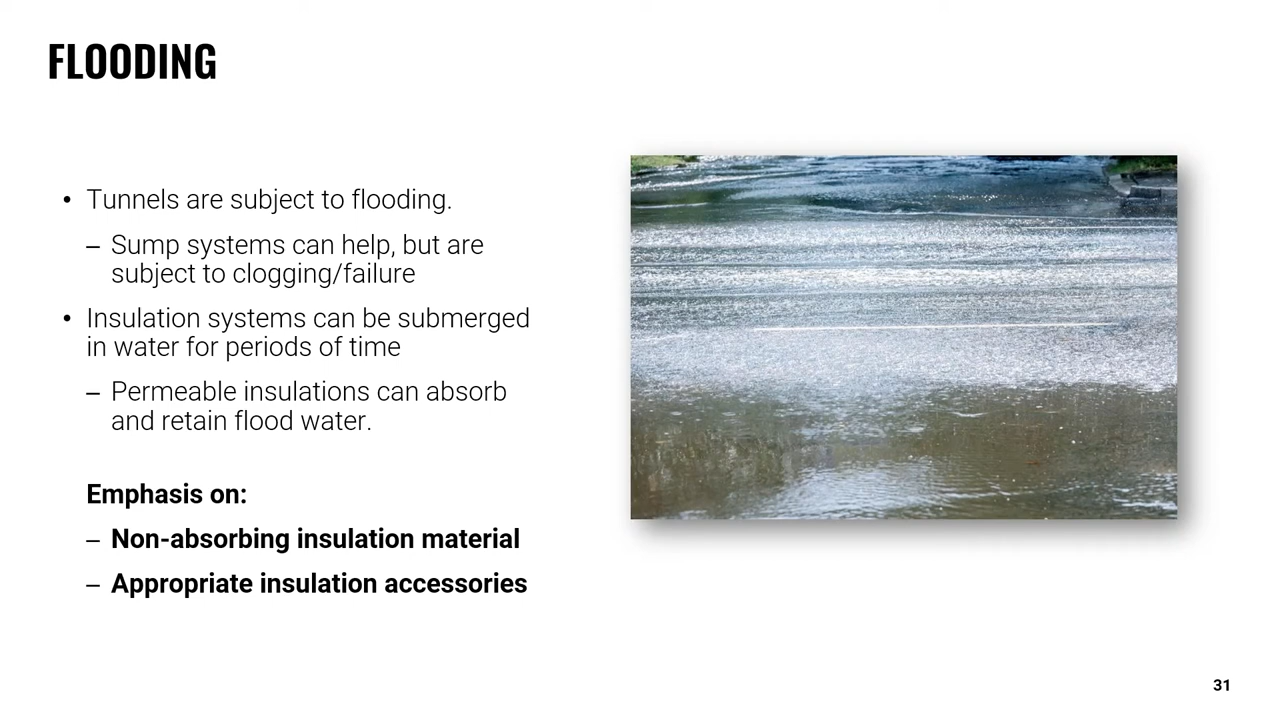 FLOODING
• Tunnels are subject to flooding.
– Sump systems can help, but are
subject to clogging/failure
• Insulation systems can be submerged
in water for periods of time
– Permeable insulations can absorb
and retain flood water.
Emphasis on:
– Non-absorbing insulation material
– Appropriate insulation accessories
31